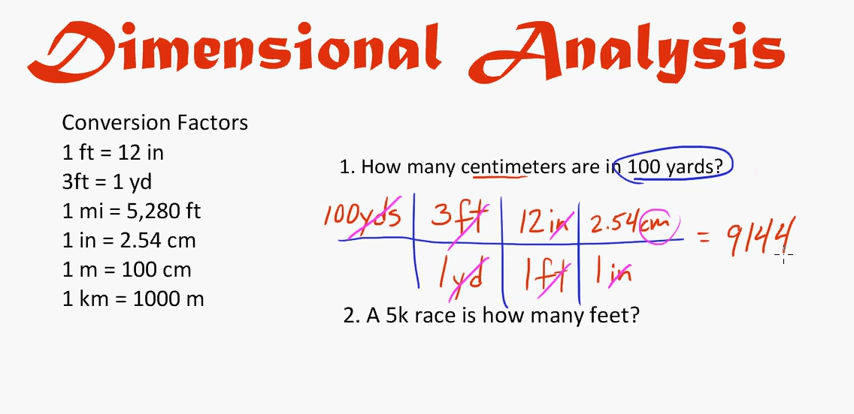 Dimensional Analysis
Conversion Factors
1 ft = 12 in
3ft = 1 yd
1 mi = 5,280 ft
1 in = 2.54 cm
1 m = 100 cm
1 km = 1000 m
1. How many centimeters are in 100 yards?
100yds 3ft 12in 2.54cm = 9144
1yd 1ft 1in
2. A 5k race is how many feet?